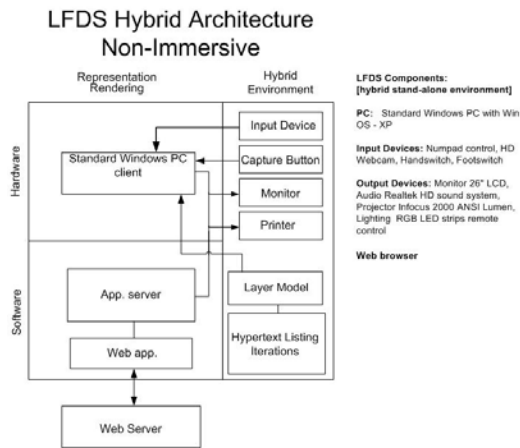 LFDS Hybrid Architecture
Non-Immersive
Representation
Rendering
Hybrid
Environment
Hardware
Input Device
Standard Windows PC
client
Capture Button
Monitor
Printer
Software
App. server
Layer Model
Web app.
Hypertext Listing
Iterations
Web Server
LFDS Components:
[hybrid stand-alone environment]
PC: Standard Windows PC with Win
OS - XP
Input Devices: Numpad control, HD
Webcam, Handswitch, Footswitch
Output Devices: Monitor 26" LCD,
Audio Realtek HD sound system,
Projector Infocus 2000 ANSI Lumen,
Lighting RGB LED strips remote
control
Web browser